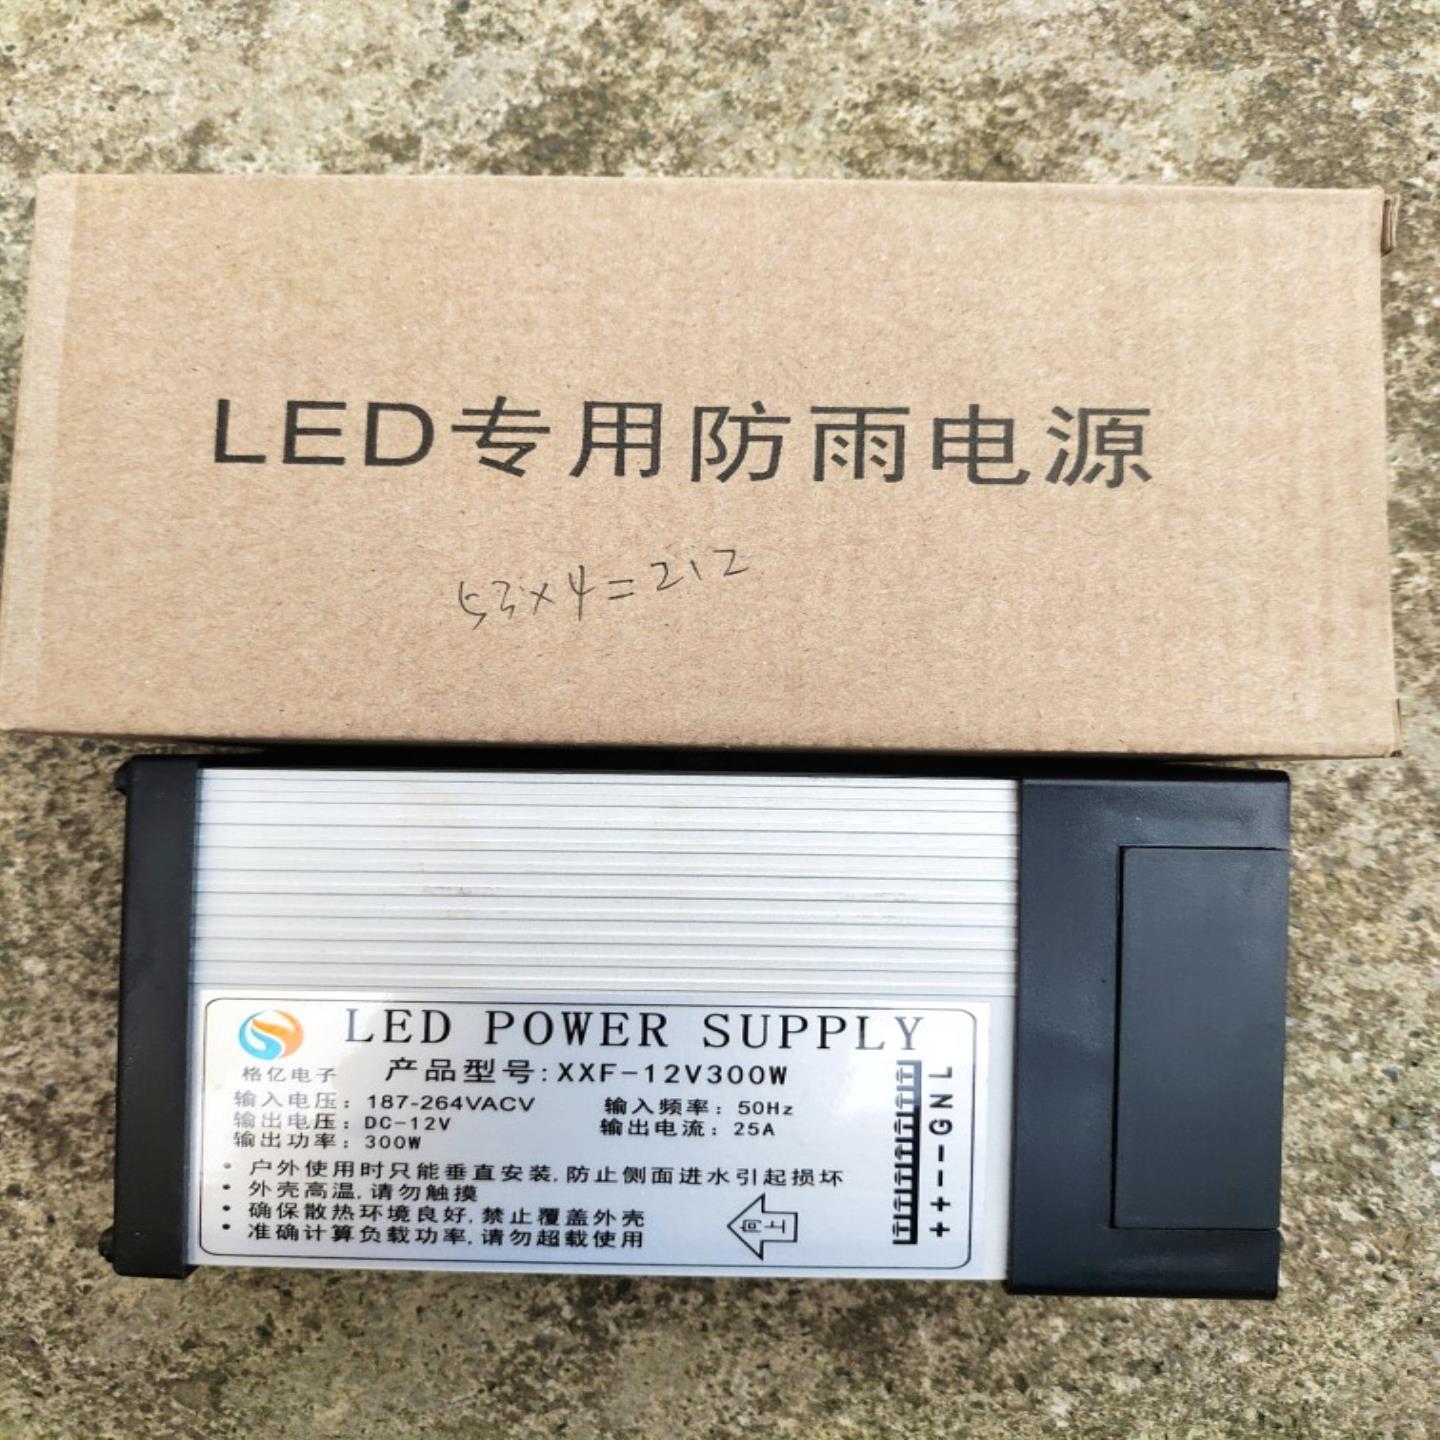 LED专用防雨电源
53×4=212
LED POWER SUPPLY
格亿电子
产品型号:XXF-12V300W
输入电压: 187-264VACV 输入频率: 50Hz
输出电压: DC-12V 输出电流: 25A
输出功率: 300W
• 户外使用时只能垂直安装,防止侧面进水引起损坏
• 外壳高温,请勿触摸
• 确保散热环境良好,禁止覆盖外壳
• 准确计算负载功率,请勿超载使用
向上
++--GNL